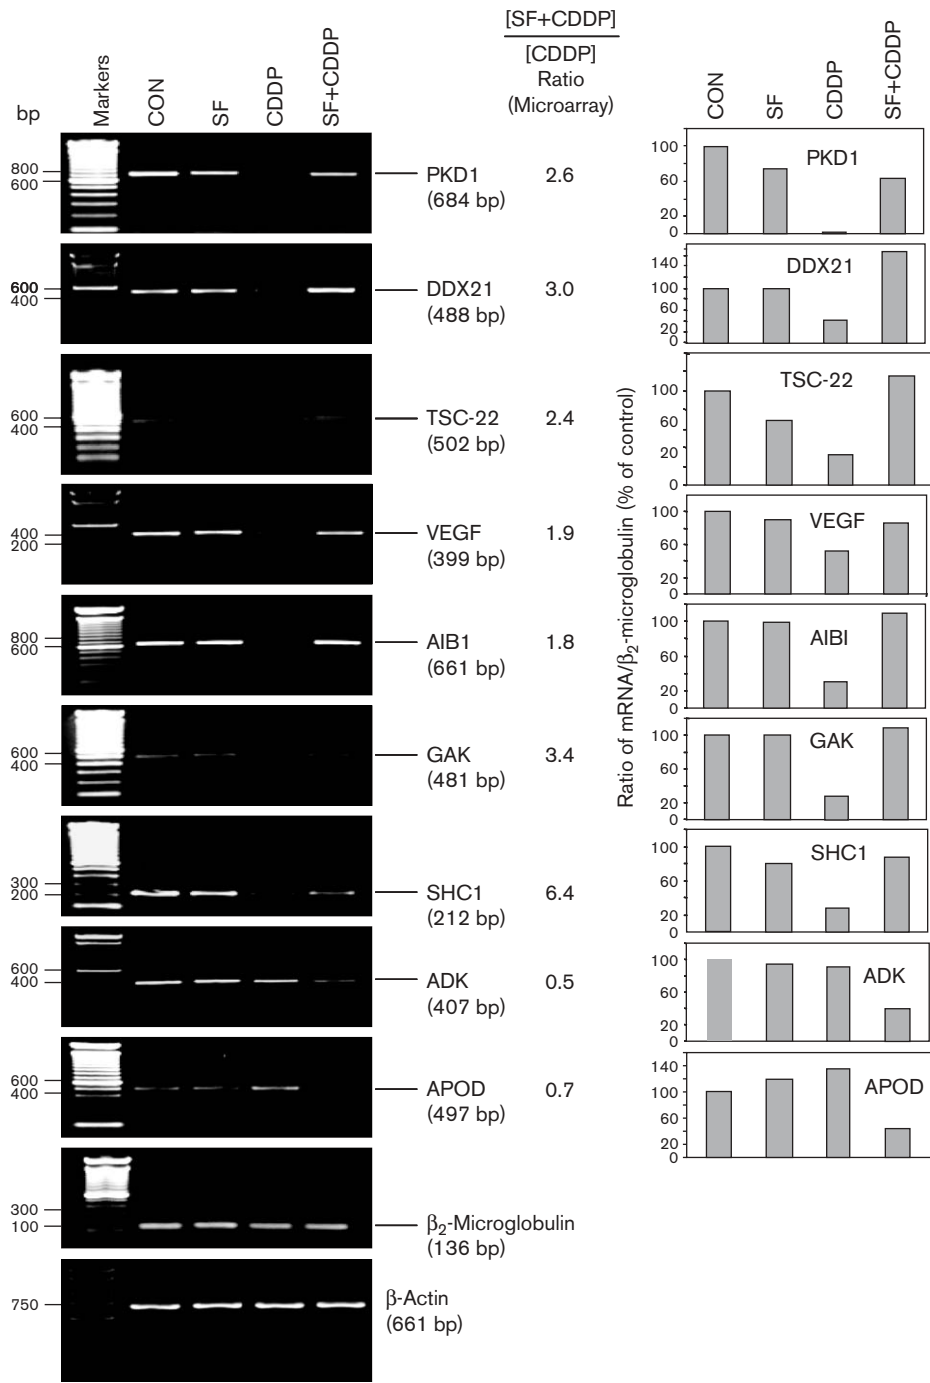 [SF+CDDP]
[CDDP]
Ratio
(Microarray)
bp
Markers
CON
SF
CDDP
SF+CDDP
CON
SF
CDDP
SF+CDDP
800
600
PKD1
(684 bp)
2.6
600
400
DDX21
(488 bp)
3.0
600
400
TSC-22
(502 bp)
2.4
400
200
VEGF
(399 bp)
1.9
800
600
AIB1
(661 bp)
1.8
600
400
GAK
(481 bp)
3.4
300
200
SHC1
(212 bp)
6.4
600
400
ADK
(407 bp)
0.5
600
400
APOD
(497 bp)
0.7
300
100
β₂-Microglobulin
(136 bp)
750
β-Actin
(661 bp)
Ratio of mRNA/β₂-microglobulin (% of control)
PKD1
100
60
20
0
DDX21
140
100
60
20
0
TSC-22
100
60
20
0
VEGF
100
60
20
0
AIBI
100
60
20
0
GAK
100
60
20
0
SHC1
100
60
20
0
ADK
100
60
20
0
APOD
140
100
60
20
0